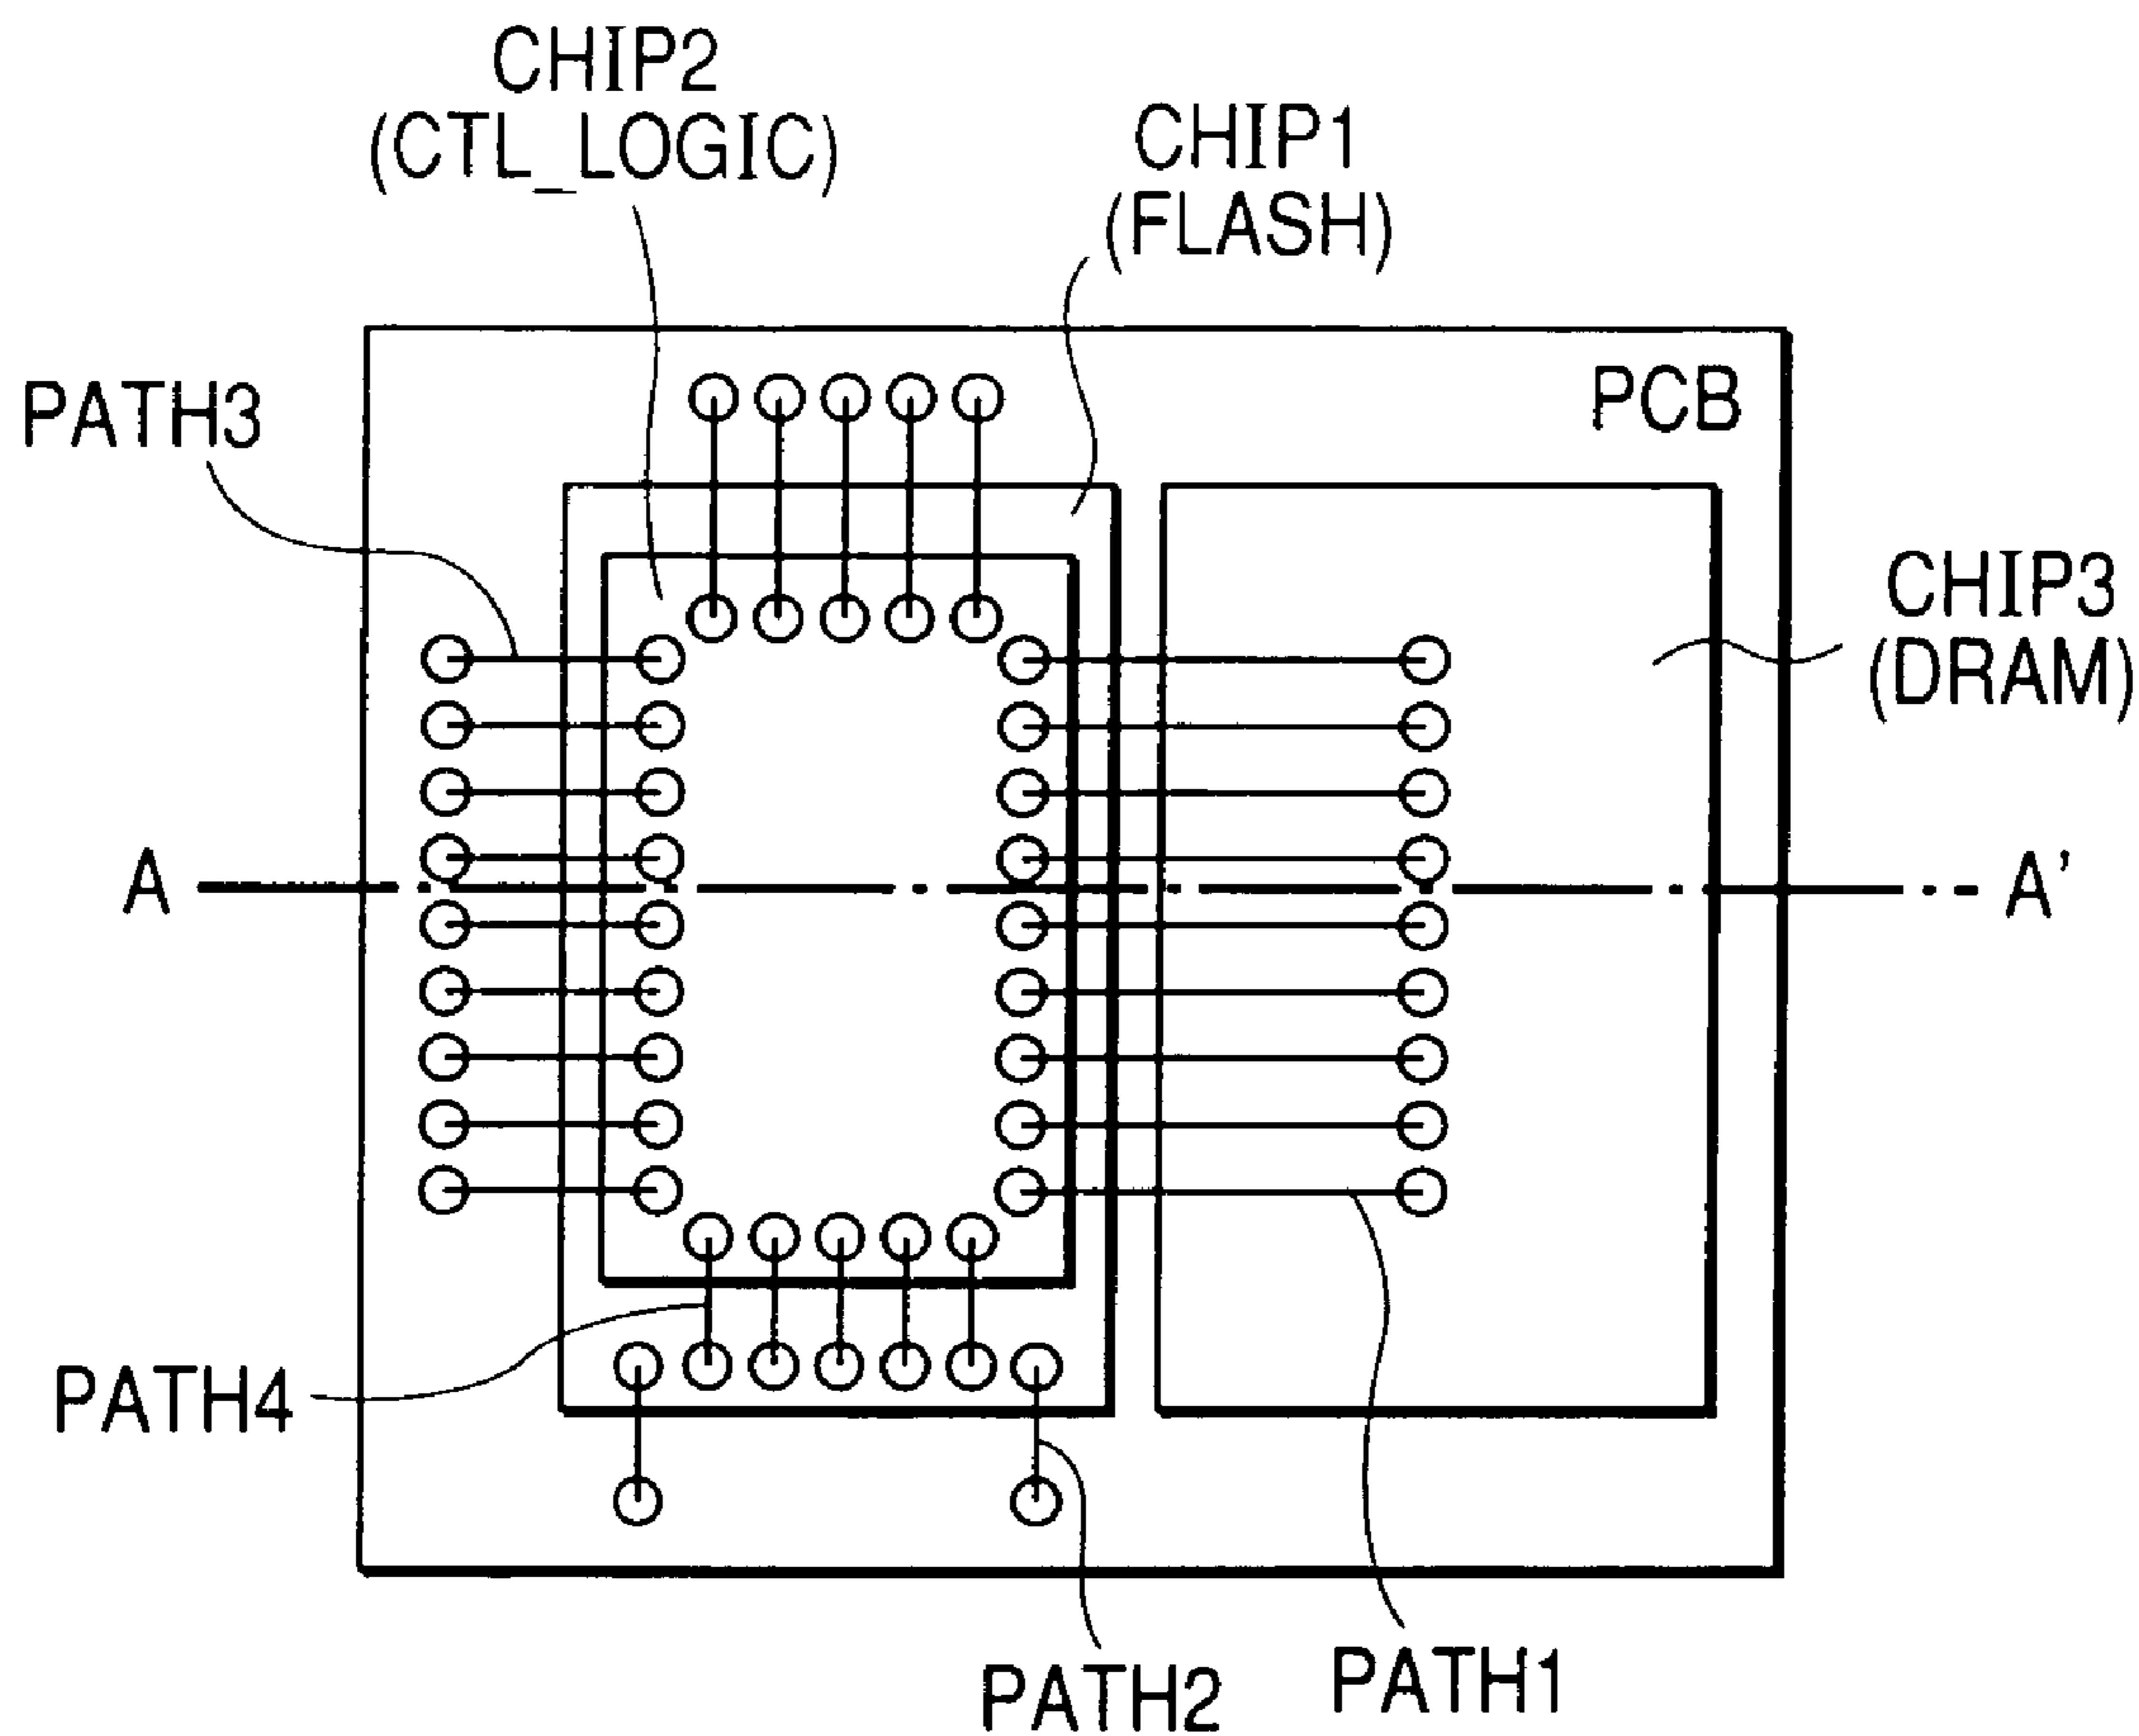 CHIP2
(CTL_LOGIC)
CHIP1
(FLASH)
PCB
PATH3
CHIP3
(DRAM)
A
A'
PATH4
PATH2
PATH1